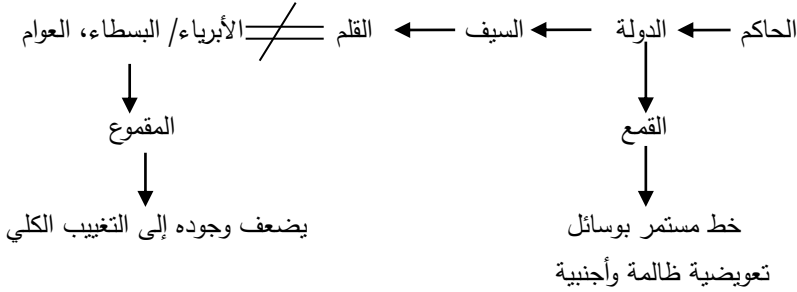 الحاكم الدولة السيف القلم الأبرياء/ البسطاء، العوام
القمع المقموع
خط مستمر بوسائل يضعف وجوده إلى التغييب الكلي
تعويضية ظالمة وأجنبية